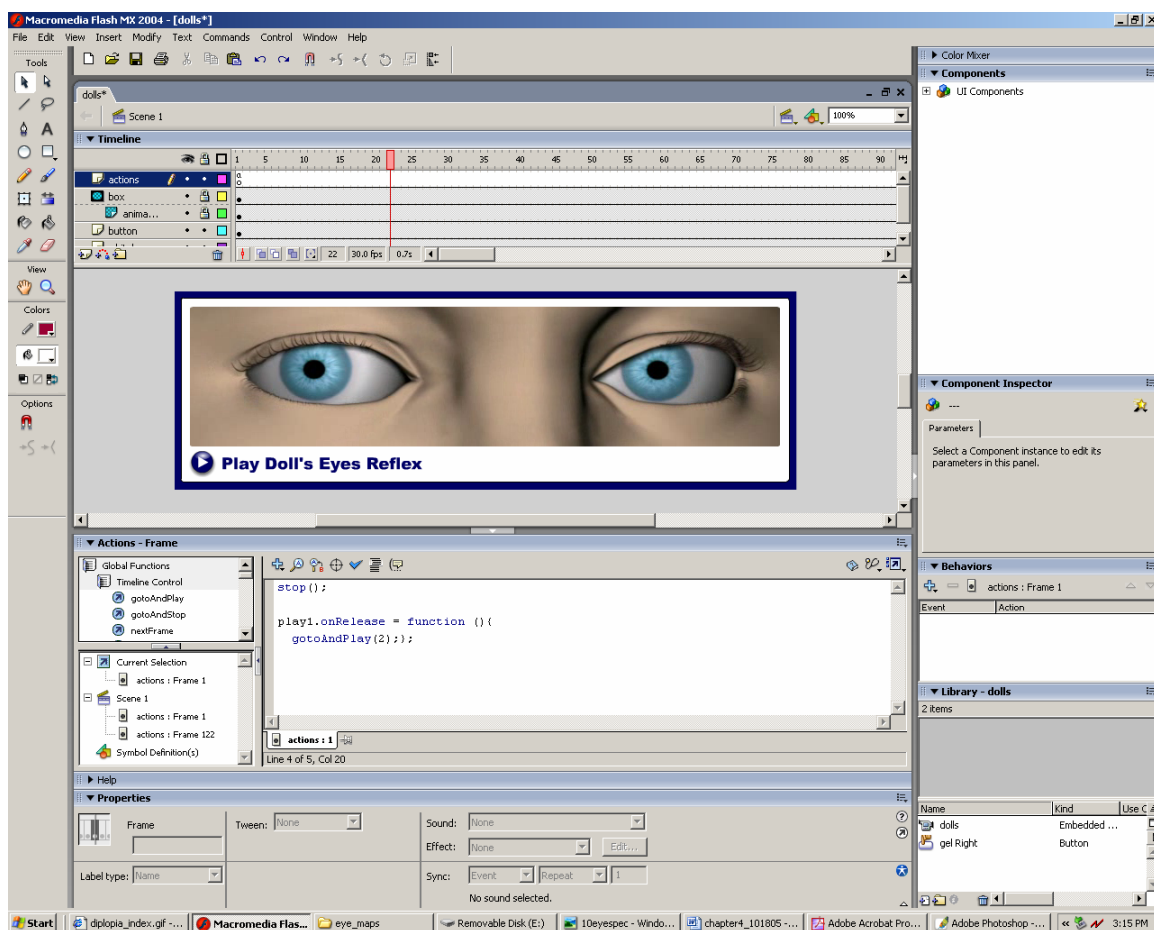 Macromedia Flash MX 2004 - [dolls*]
File Edit View Insert Modify Text Commands Control Window Help
Tools
View
Colors
Options
dolls*
Scene 1
100%
Timeline
1 5 10 15 20 25 30 35 40 45 50 55 60 65 70 75 80 85 90
actions
box
anima...
button
22 30.0 fps 0.7s
Play Doll's Eyes Reflex
Actions - Frame
Global Functions
Timeline Control
gotoAndPlay
gotoAndStop
nextFrame
Current Selection
actions : Frame 1
Scene 1
actions : Frame 1
actions : Frame 122
Symbol Definition(s)
stop();
play1.onRelease = function (){
gotoAndPlay(2);};
actions : 1
Line 4 of 5, Col 20
Help
Properties
Frame
Label type: Name
Tween: None
Sound: None
Effect: None Edit...
Sync: Event Repeat 1
No sound selected.
Color Mixer
Components
UI Components
Component Inspector
---
Parameters
Select a Component instance to edit its
parameters in this panel.
Behaviors
actions : Frame 1
Event Action
Library - dolls
2 items
Name Kind Use C
dolls Embedded ...
gel Right Button
Start diplopia_index.gif -... Macromedia Flas... eye_maps Removable Disk (E:) 10eyespec - Windo... chapter4_101805 -... Adobe Acrobat Pro... Adobe Photoshop -... 3:15 PM